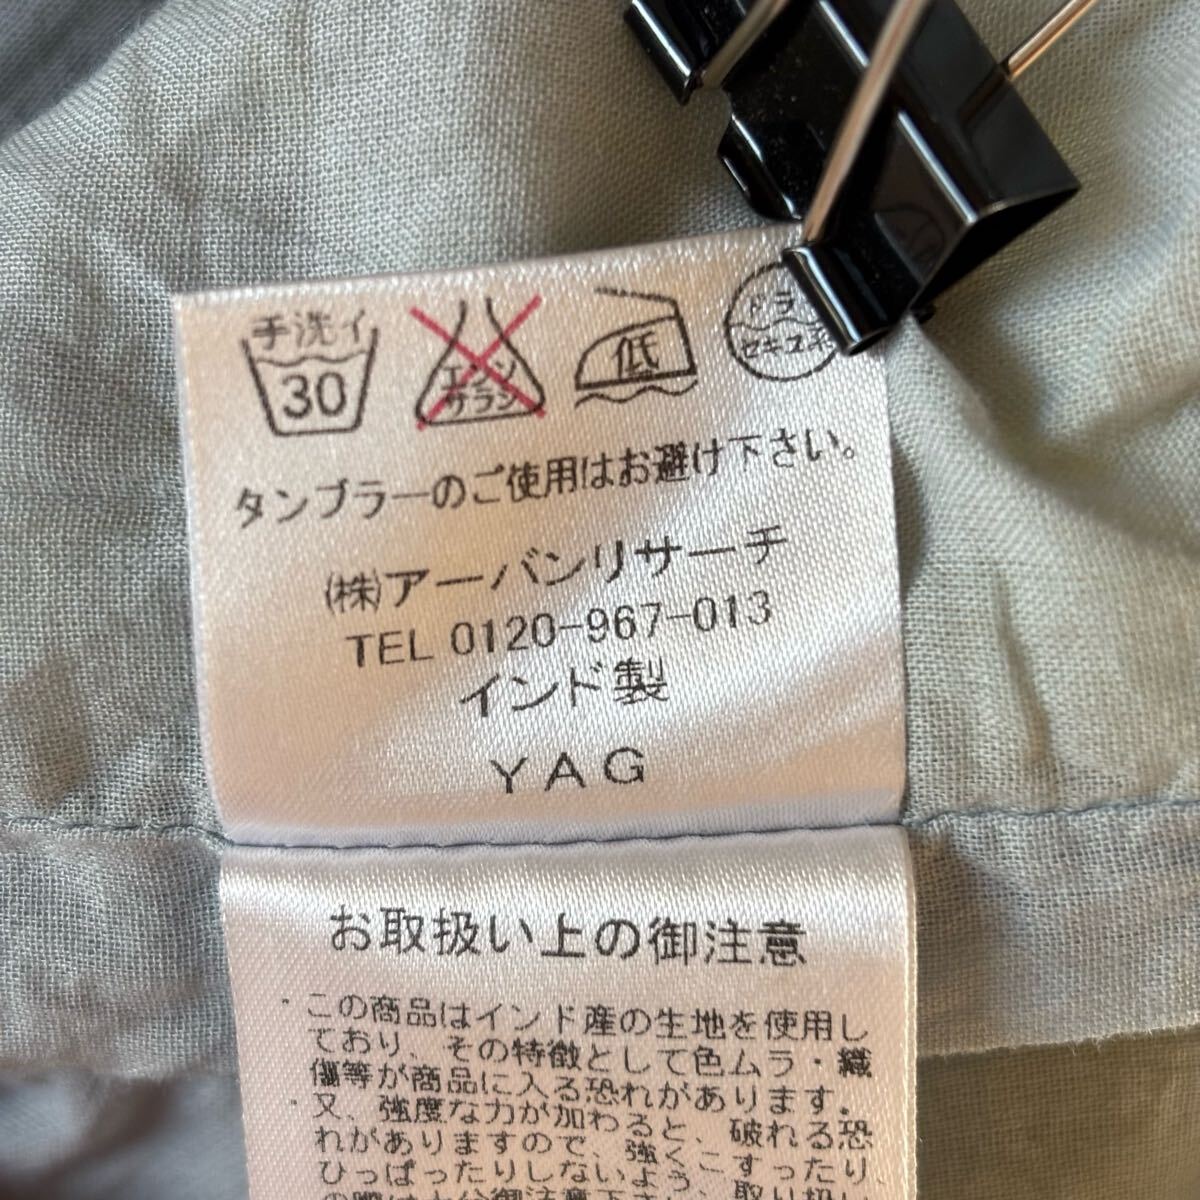 手洗イ
30
エンソ
サラシ
低
ドラ
セキユ系
タンブラーのご使用はお避け下さい。
㈱アーバンリサーチ
TEL 0120-967-013
インド製
YAG
お取扱い上の御注意
・この商品はインド産の生地を使用し
ており、その特徴として色ムラ・織
傷等が商品に入る恐れがあります。
・又、強度な力が加わると、破れる恐
れがありますので、強くこすったり
ひっぱったりしないよう、取り扱い